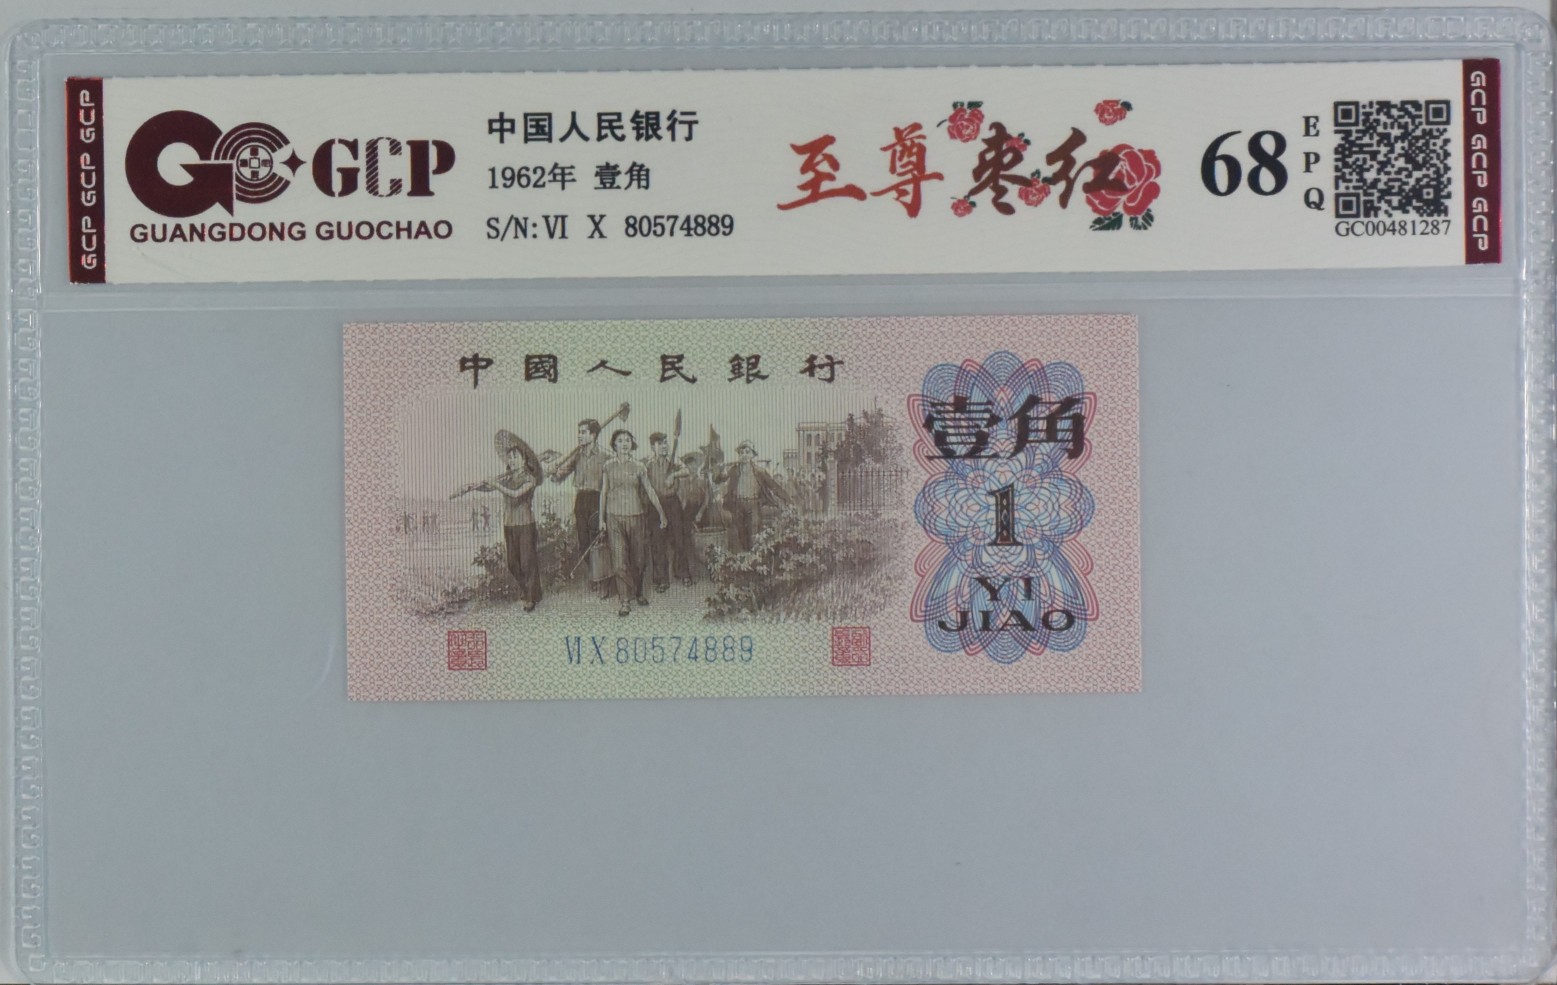 GCP GCP GCP
GCP
GUANGDONG GUOCHAO
中国人民银行
1962年 壹角
S/N:VI X 80574889
至尊枣红
68
EPQ
GC00481287
GCP GCP GCP
中國人民銀行
壹角
1
YI
JIAO
VI X 80574889